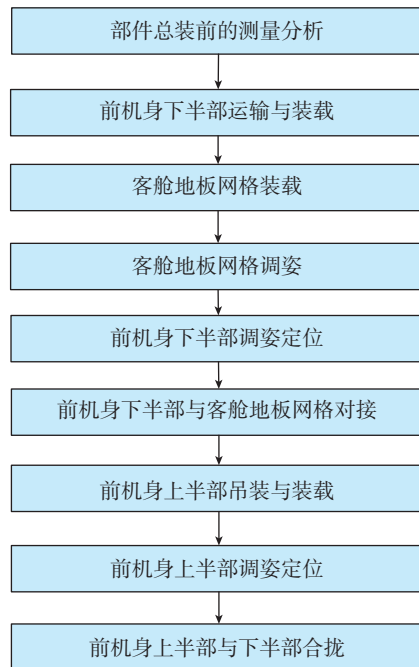 部件总装前的测量分析
前机身下半部运输与装载
客舱地板网格装载
客舱地板网格调姿
前机身下半部调姿定位
前机身下半部与客舱地板网格对接
前机身上半部吊装与装载
前机身上半部调姿定位
前机身上半部与下半部合拢